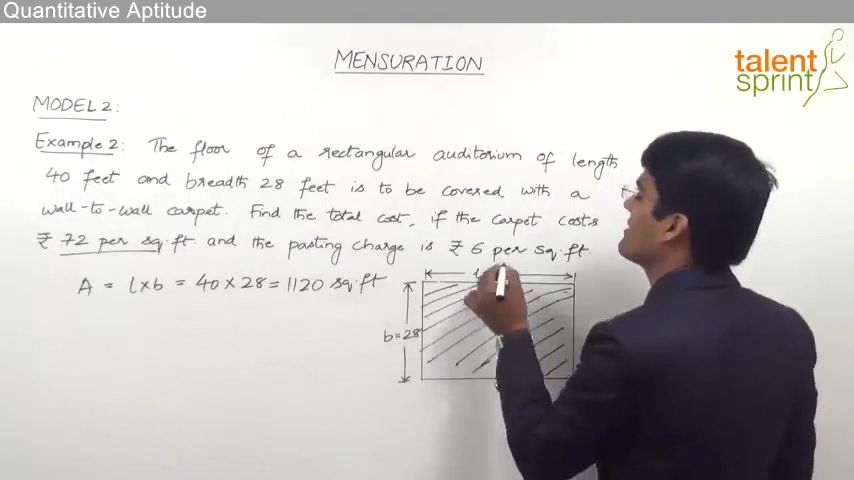 Quantitative Aptitude
MENSURATION
talent
sprint
MODEL 2:
Example 2: The floor of a rectangular auditorium of length
40 feet and breadth 28 feet is to be covered with a
wall-to-wall carpet. Find the total cost, if the carpet costs
₹ 72 per sq.ft and the pasting charge is ₹ 6 per sq.ft.
A = l×b = 40×28 = 1120 sq.ft
b=28